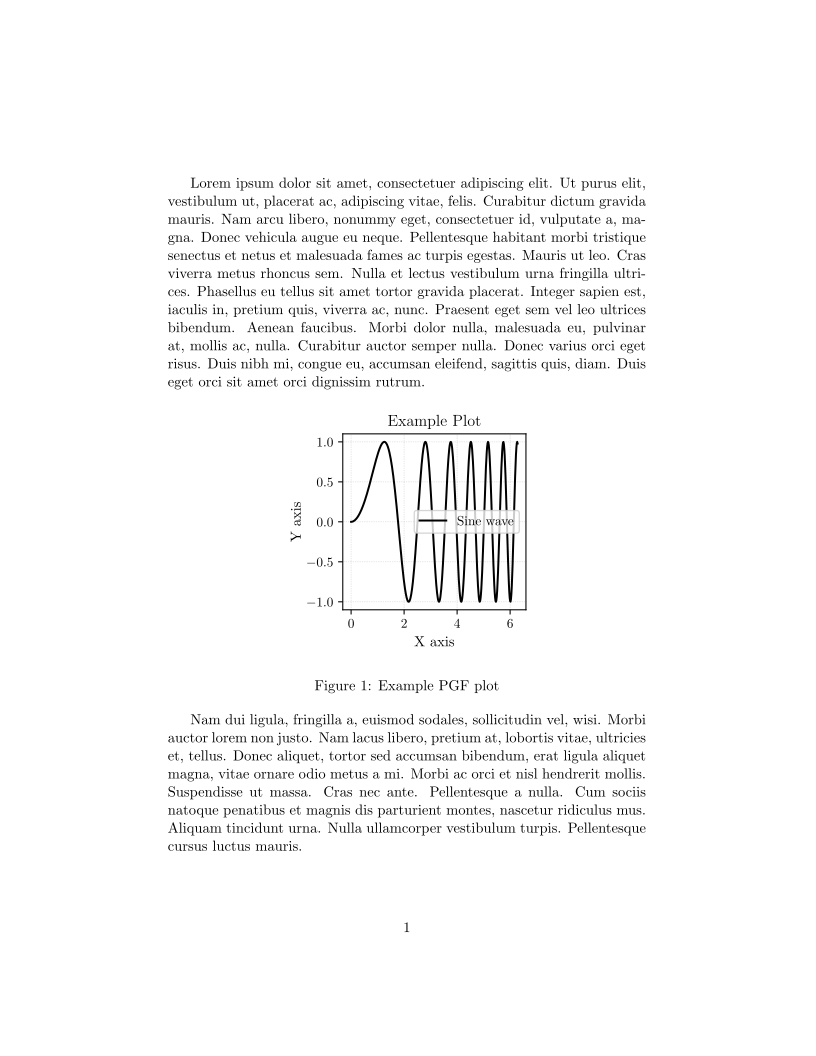 Lorem ipsum dolor sit amet, consectetuer adipiscing elit. Ut purus elit,
vestibulum ut, placerat ac, adipiscing vitae, felis. Curabitur dictum gravida
mauris. Nam arcu libero, nonummy eget, consectetuer id, vulputate a, ma-
gna. Donec vehicula augue eu neque. Pellentesque habitant morbi tristique
senectus et netus et malesuada fames ac turpis egestas. Mauris ut leo. Cras
viverra metus rhoncus sem. Nulla et lectus vestibulum urna fringilla ultri-
ces. Phasellus eu tellus sit amet tortor gravida placerat. Integer sapien est,
iaculis in, pretium quis, viverra ac, nunc. Praesent eget sem vel leo ultrices
bibendum. Aenean faucibus. Morbi dolor nulla, malesuada eu, pulvinar
at, mollis ac, nulla. Curabitur auctor semper nulla. Donec varius orci eget
risus. Duis nibh mi, congue eu, accumsan eleifend, sagittis quis, diam. Duis
eget orci sit amet orci dignissim rutrum.
Example Plot
1.0
0.5
0.0
−0.5
−1.0
Y axis
Sine wave
0 2 4 6
X axis
Figure 1: Example PGF plot
Nam dui ligula, fringilla a, euismod sodales, sollicitudin vel, wisi. Morbi
auctor lorem non justo. Nam lacus libero, pretium at, lobortis vitae, ultricies
et, tellus. Donec aliquet, tortor sed accumsan bibendum, erat ligula aliquet
magna, vitae ornare odio metus a mi. Morbi ac orci et nisl hendrerit mollis.
Suspendisse ut massa. Cras nec ante. Pellentesque a nulla. Cum sociis
natoque penatibus et magnis dis parturient montes, nascetur ridiculus mus.
Aliquam tincidunt urna. Nulla ullamcorper vestibulum turpis. Pellentesque
cursus luctus mauris.
1